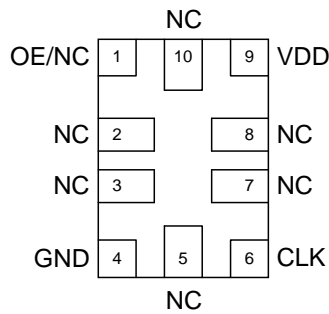 NC
OE/NC 1 10 9 VDD
NC 2 8 NC
NC 3 7 NC
GND 4 5 6 CLK
NC